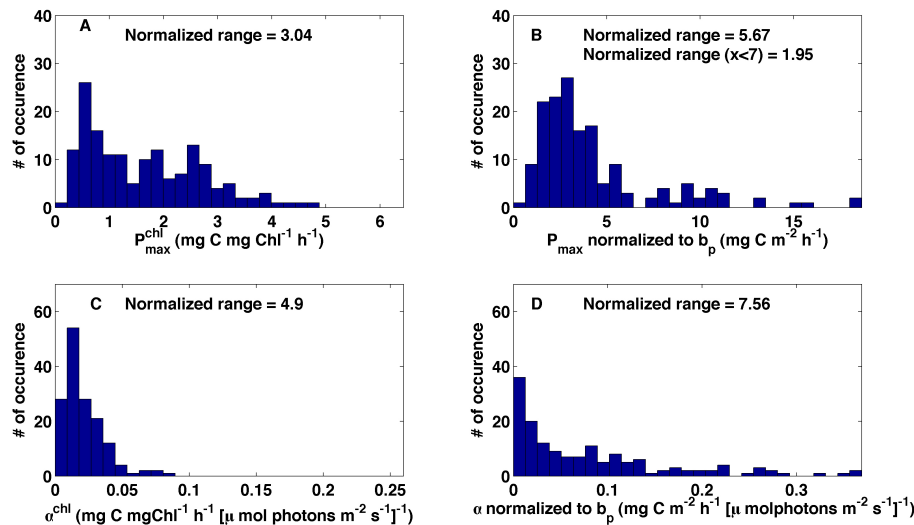 A
Normalized range = 3.04
40
30
20
10
0
# of occurence
0 1 2 3 4 5 6
P_max^chl (mg C mg Chl^-1 h^-1)
B
Normalized range = 5.67
Normalized range (x<7) = 1.95
40
30
20
10
0
# of occurence
0 5 10 15
P_max normalized to b_p (mg C m^-2 h^-1)
C
Normalized range = 4.9
60
40
20
0
# of occurence
0 0.05 0.1 0.15 0.2 0.25
α^chl (mg C mgChl^-1 h^-1 [μ mol photons m^-2 s^-1]^-1)
D
Normalized range = 7.56
60
40
20
0
# of occurence
0 0.1 0.2 0.3
α normalized to b_p (mg C m^-2 h^-1 [μ molphotons m^-2 s^-1]^-1)